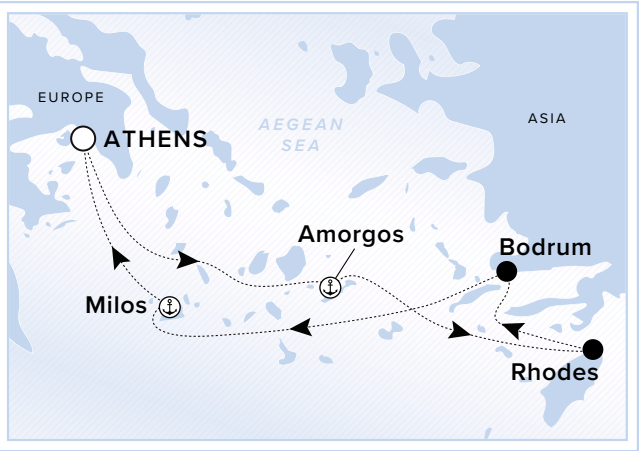 EUROPE
ASIA
AEGEAN
SEA
ATHENS
Amorgos
Bodrum
Milos
Rhodes